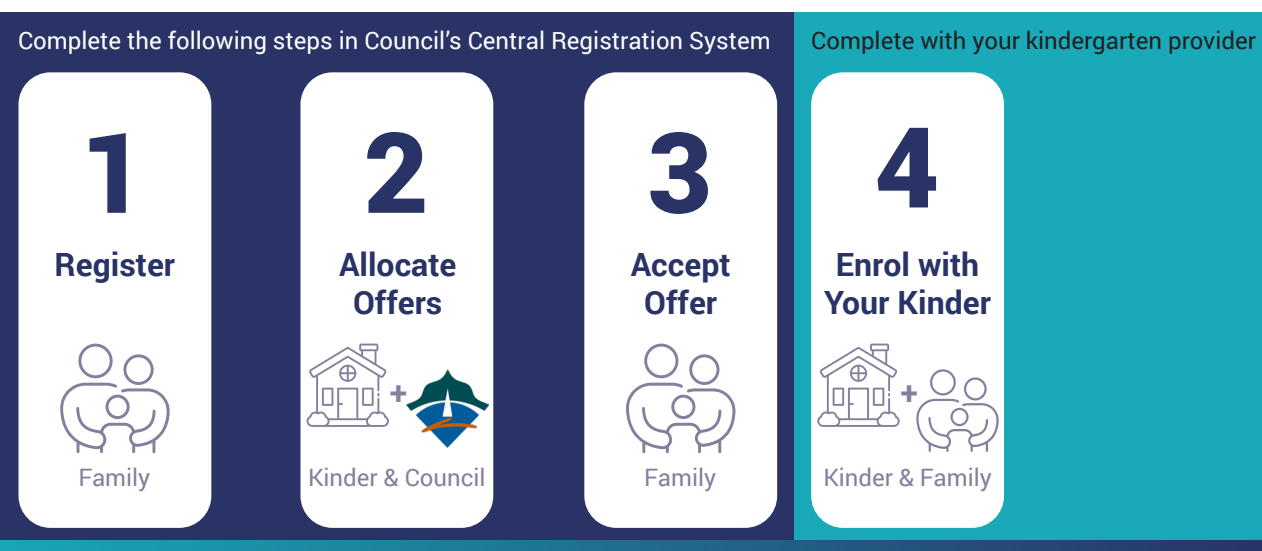 Complete the following steps in Council's Central Registration System
Complete with your kindergarten provider
1
Register
Family
2
Allocate
Offers
+
Kinder & Council
3
Accept
Offer
Family
4
Enrol with
Your Kinder
+
Kinder & Family